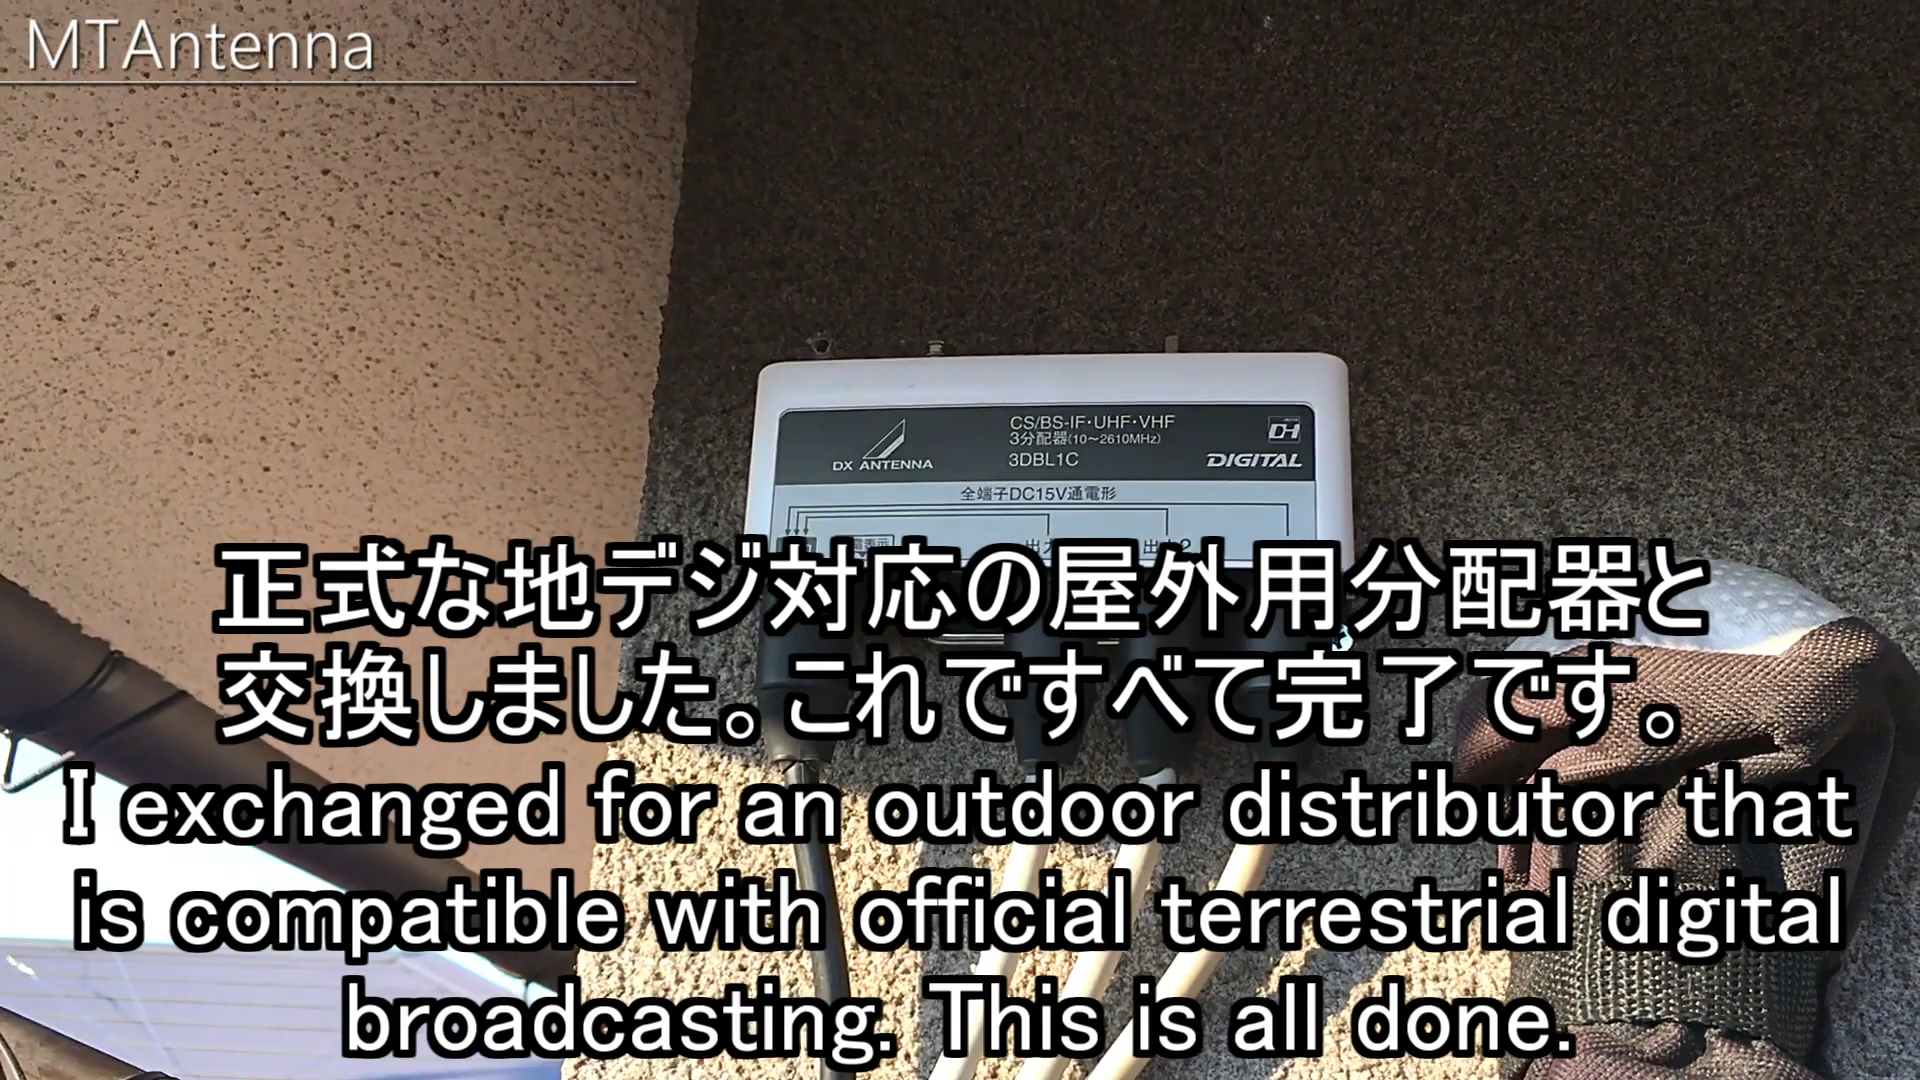 MTAntenna
CS/BS-IF・UHF・VHF
3分配器(10～2610MHz)
3DBL1C
DX ANTENNA
DH
DIGITAL
全端子DC15V通電形
正式な地デジ対応の屋外用分配器と
交換しました。これですべて完了です。
I exchanged for an outdoor distributor that
is compatible with official terrestrial digital
broadcasting. This is all done.